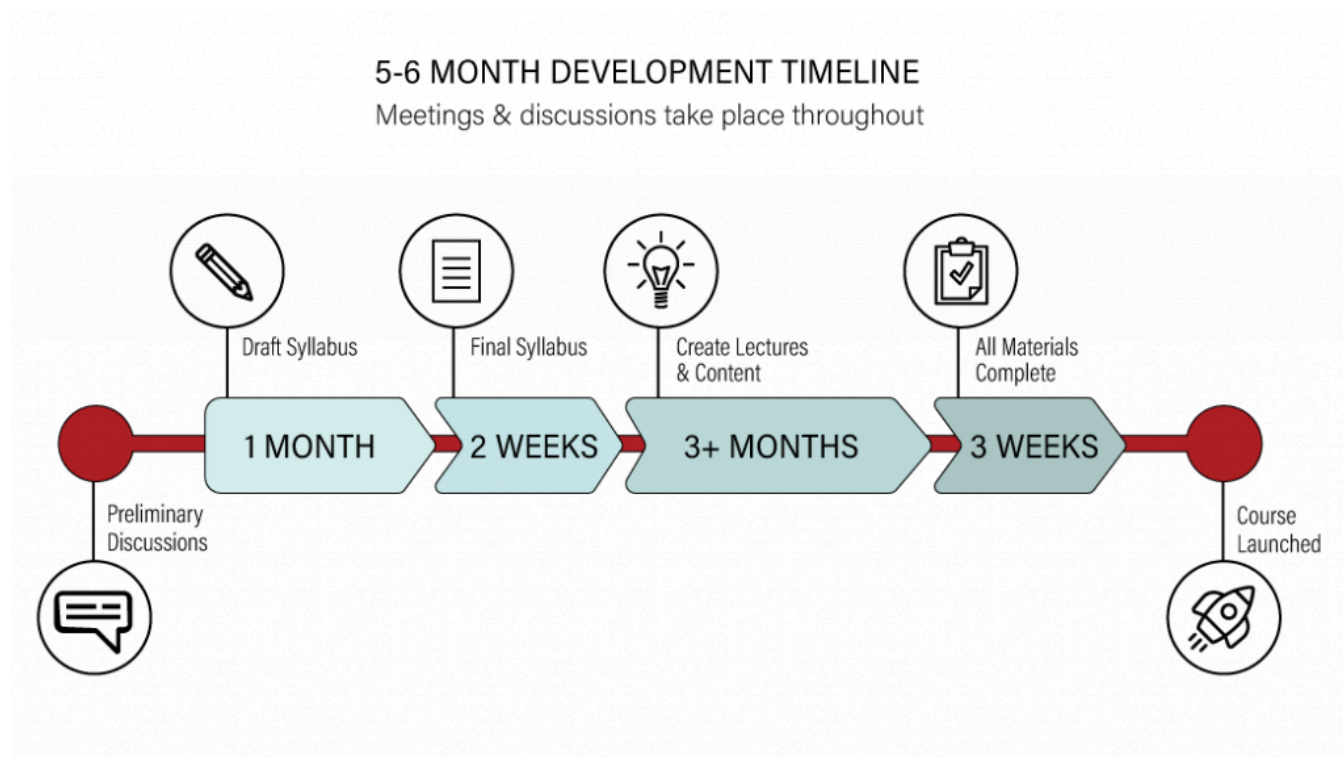 5-6 MONTH DEVELOPMENT TIMELINE
Meetings & discussions take place throughout
Draft Syllabus
Final Syllabus
Create Lectures
& Content
All Materials
Complete
1 MONTH
2 WEEKS
3+ MONTHS
3 WEEKS
Preliminary
Discussions
Course
Launched